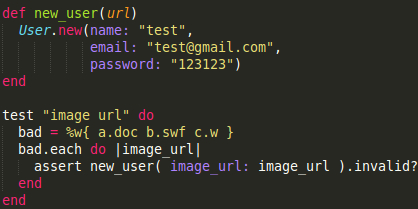 def new_user(url)
  User.new(name: "test",
           email: "test@gmail.com",
           password: "123123")
end

test "image url" do
  bad = %w{ a.doc b.swf c.w }
  bad.each do |image_url|
    assert new_user( image_url: image_url ).invalid?
  end
end